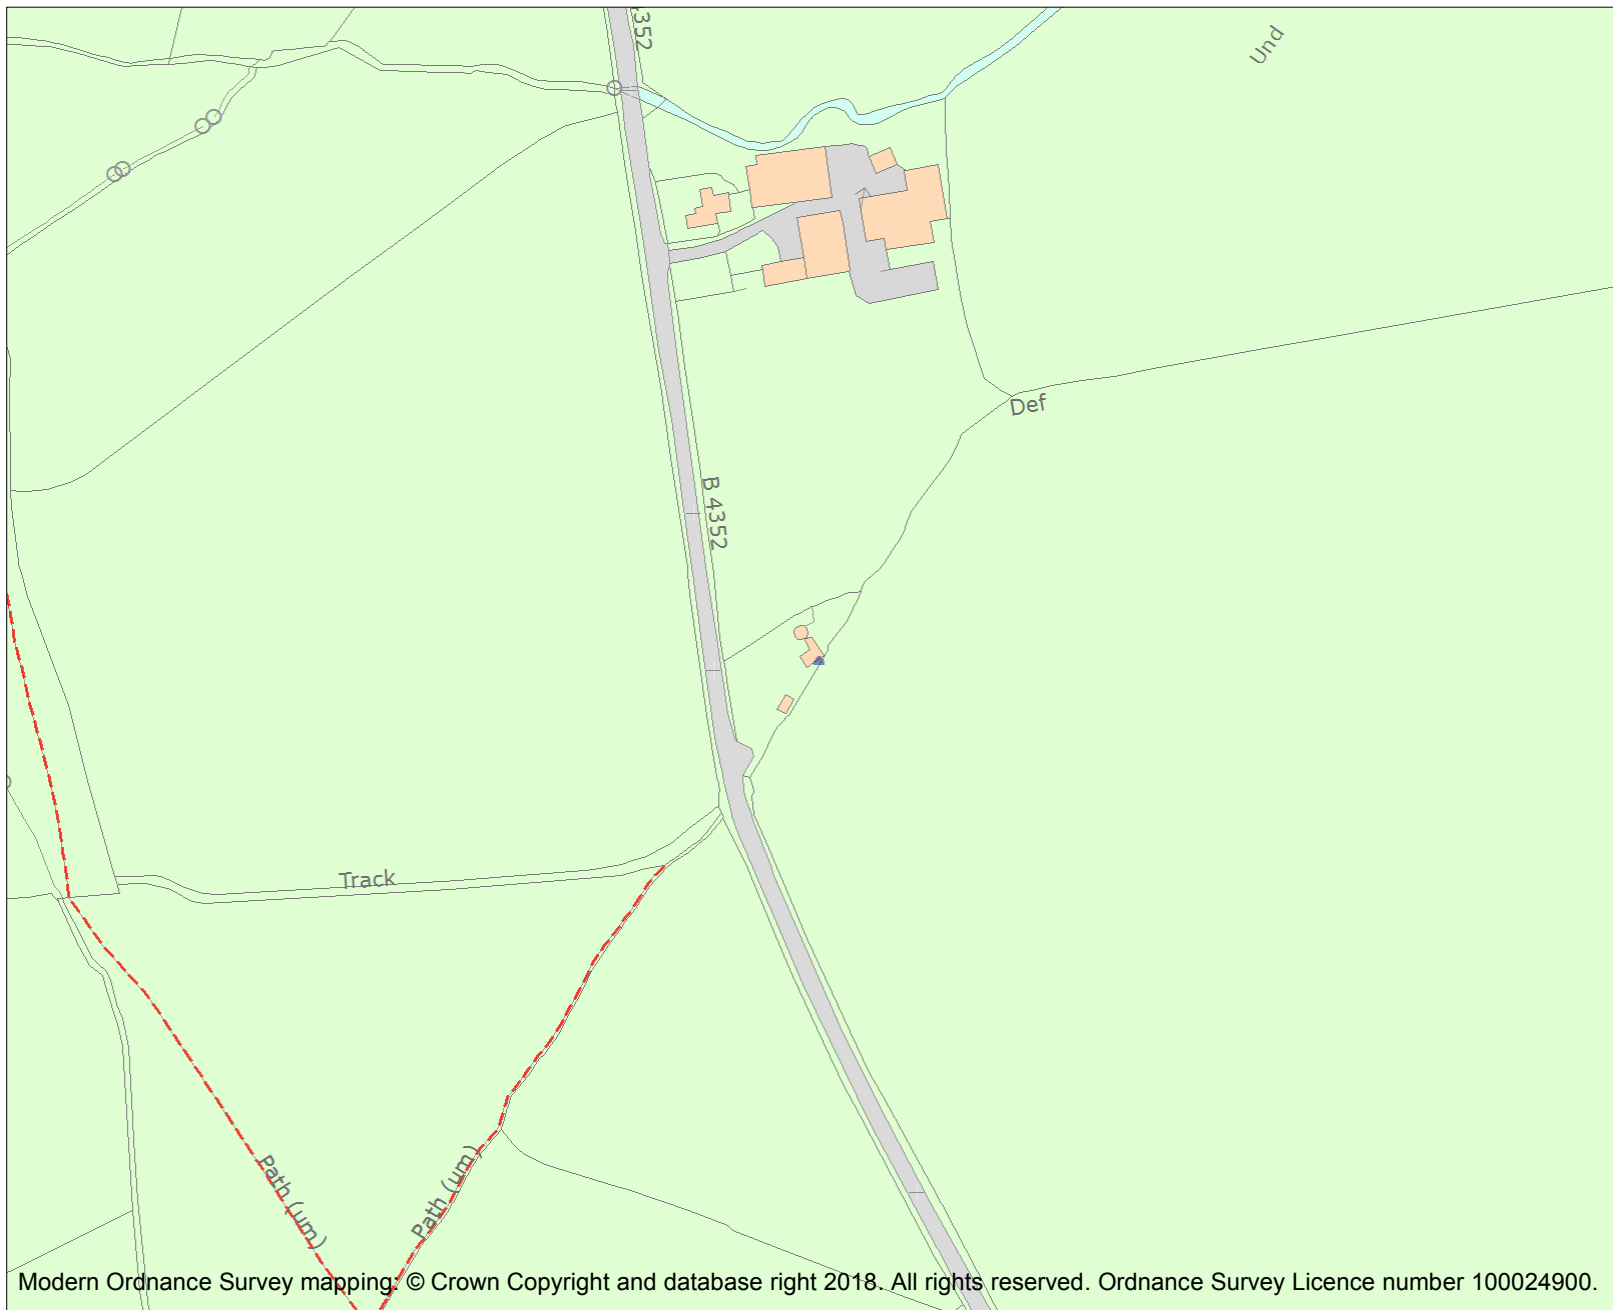 352
Und
Def
B 4352
Track
Path (um)
Path (um)
Modern Ordnance Survey mapping: © Crown Copyright and database right 2018. All rights reserved. Ordnance Survey Licence number 100024900.